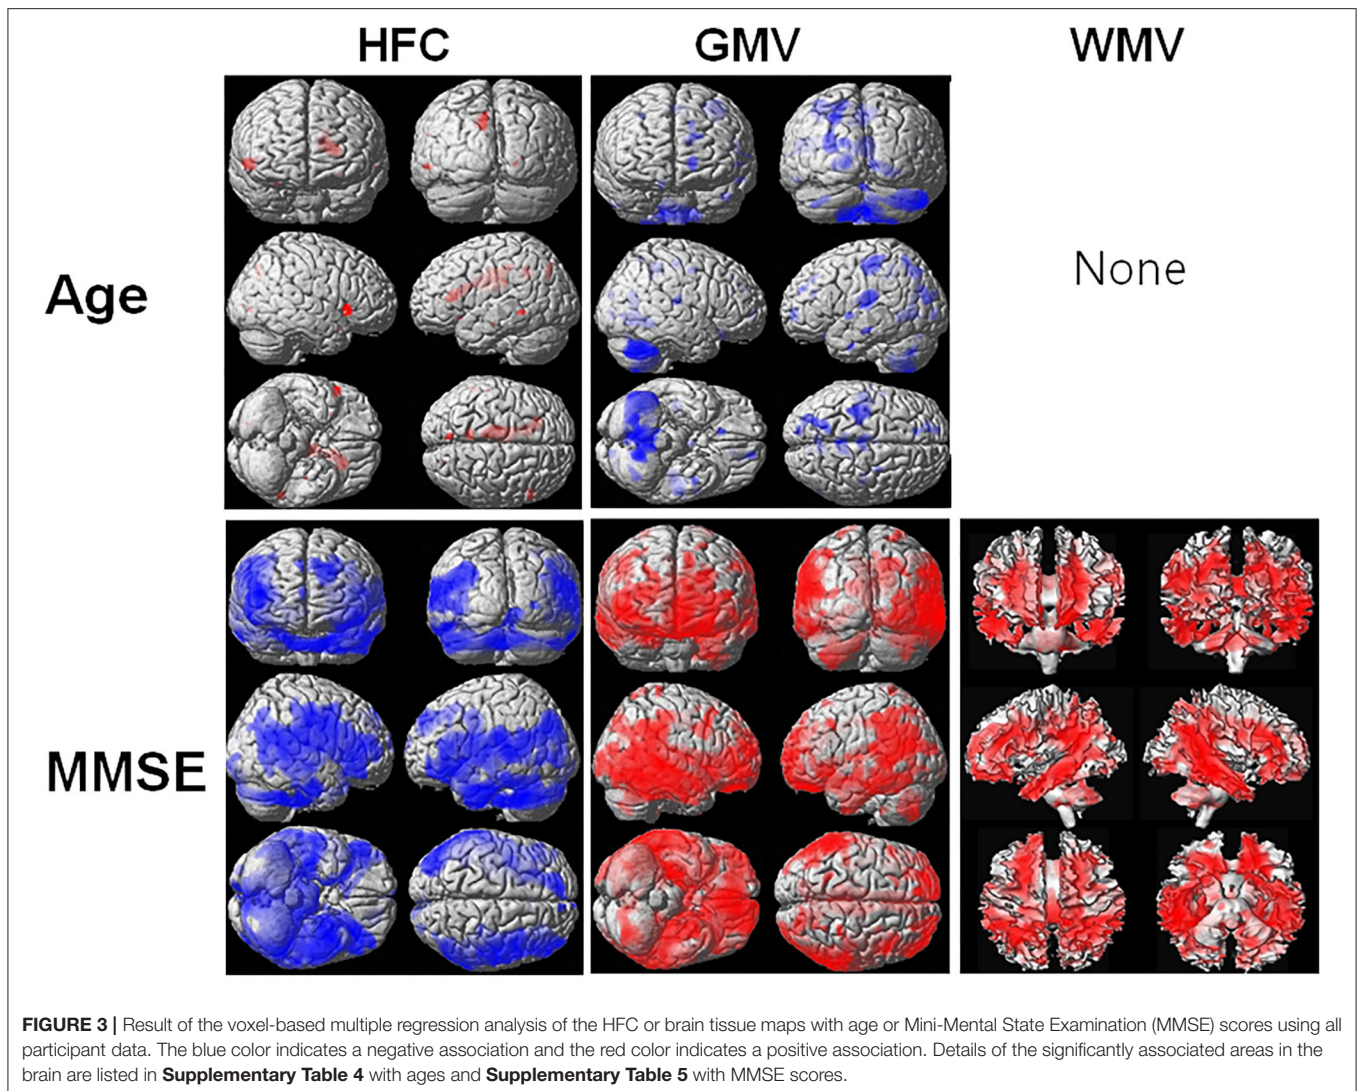 HFC GMV WMV
Age
None
MMSE
FIGURE 3 | Result of the voxel-based multiple regression analysis of the HFC or brain tissue maps with age or Mini-Mental State Examination (MMSE) scores using all
participant data. The blue color indicates a negative association and the red color indicates a positive association. Details of the significantly associated areas in the
brain are listed in Supplementary Table 4 with ages and Supplementary Table 5 with MMSE scores.